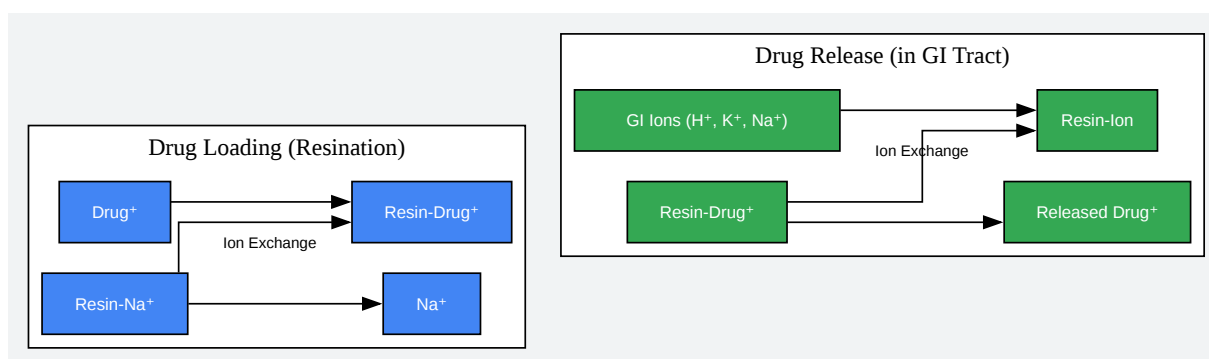 Drug Loading (Resination)
Drug⁺
Resin-Drug⁺
Ion Exchange
Resin-Na⁺
Na⁺
Drug Release (in GI Tract)
GI Ions (H⁺, K⁺, Na⁺)
Resin-Ion
Ion Exchange
Resin-Drug⁺
Released Drug⁺